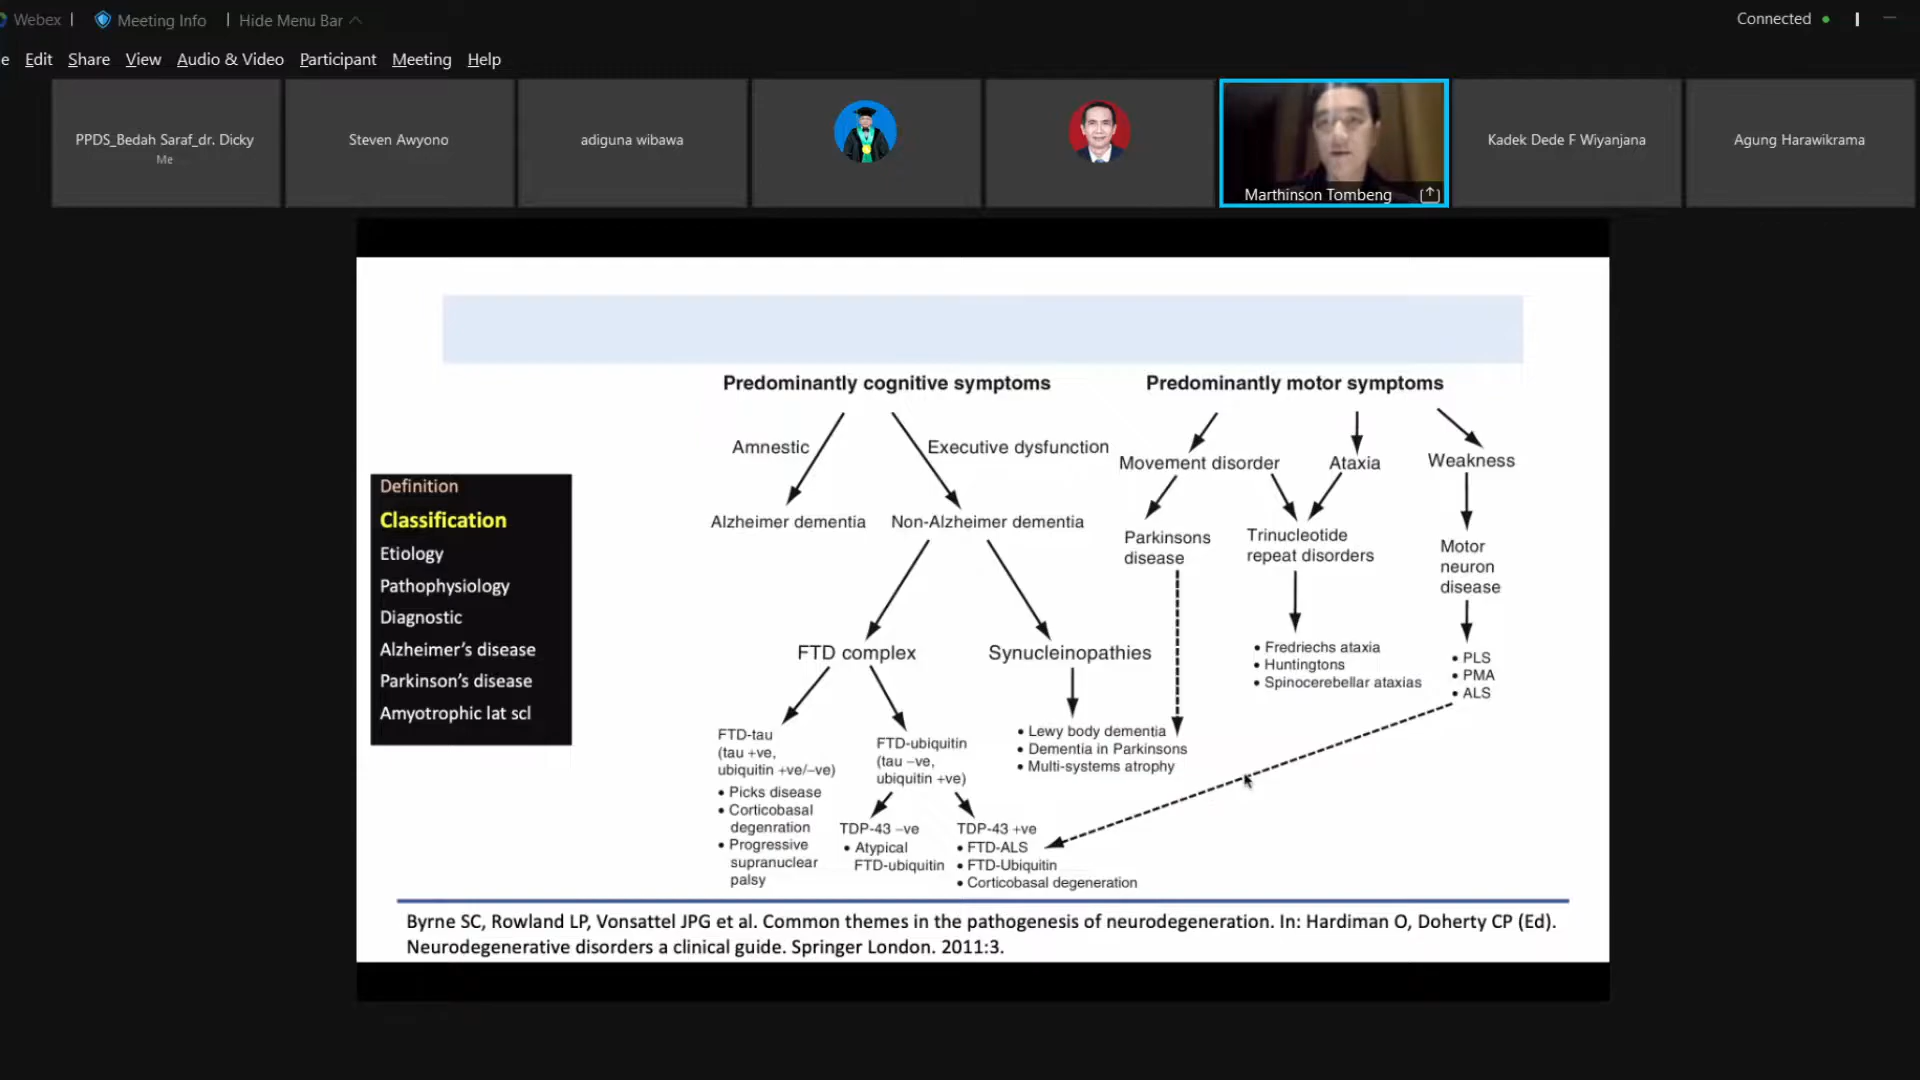 Webex
Meeting Info
Hide Menu Bar
Connected
e Edit Share View Audio & Video Participant Meeting Help
PPDS_Bedah Saraf_dr. Dicky
Me
Steven Awyono
adiguna wibawa
Marthinson Tombeng
Kadek Dede F Wiyanjana
Agung Harawikrama
Definition
Classification
Etiology
Pathophysiology
Diagnostic
Alzheimer's disease
Parkinson's disease
Amyotrophic lat scl
Predominantly cognitive symptoms
Amnestic
Executive dysfunction
Alzheimer dementia
Non-Alzheimer dementia
FTD complex
Synucleinopathies
FTD-tau
(tau +ve,
ubiquitin +ve/–ve)
• Picks disease
• Corticobasal
degenration
• Progressive
supranuclear
palsy
FTD-ubiquitin
(tau –ve,
ubiquitin +ve)
TDP-43 –ve
• Atypical
FTD-ubiquitin
TDP-43 +ve
• FTD-ALS
• FTD-Ubiquitin
• Corticobasal degeneration
• Lewy body dementia
• Dementia in Parkinsons
• Multi-systems atrophy
Predominantly motor symptoms
Movement disorder
Ataxia
Weakness
Parkinsons
disease
Trinucleotide
repeat disorders
Motor
neuron
disease
• Fredriechs ataxia
• Huntingtons
• Spinocerebellar ataxias
• PLS
• PMA
• ALS
Byrne SC, Rowland LP, Vonsattel JPG et al. Common themes in the pathogenesis of neurodegeneration. In: Hardiman O, Doherty CP (Ed).
Neurodegenerative disorders a clinical guide. Springer London. 2011:3.